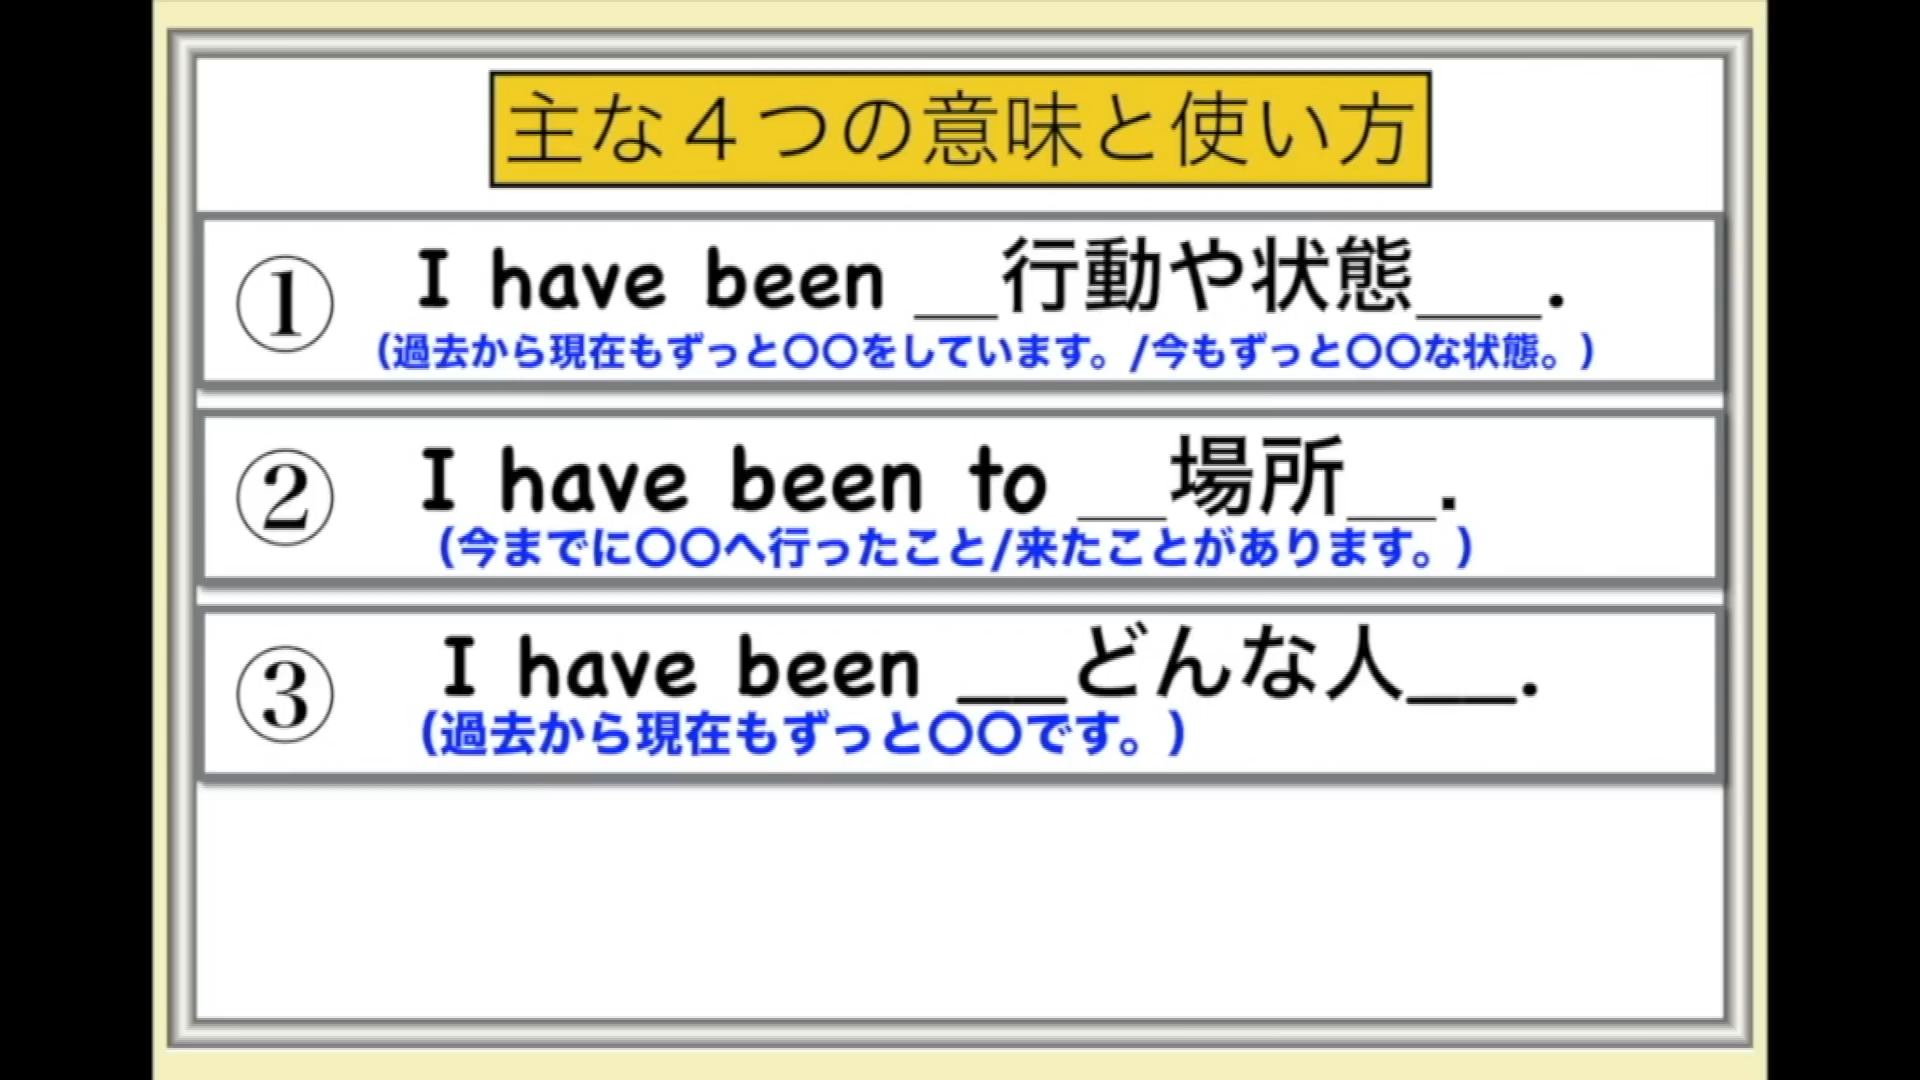 主な４つの意味と使い方
① I have been __行動や状態___.
(過去から現在もずっと〇〇をしています。/今もずっと〇〇な状態。)
② I have been to __場所__.
(今までに〇〇へ行ったこと/来たことがあります。)
③ I have been __どんな人__.
(過去から現在もずっと〇〇です。)